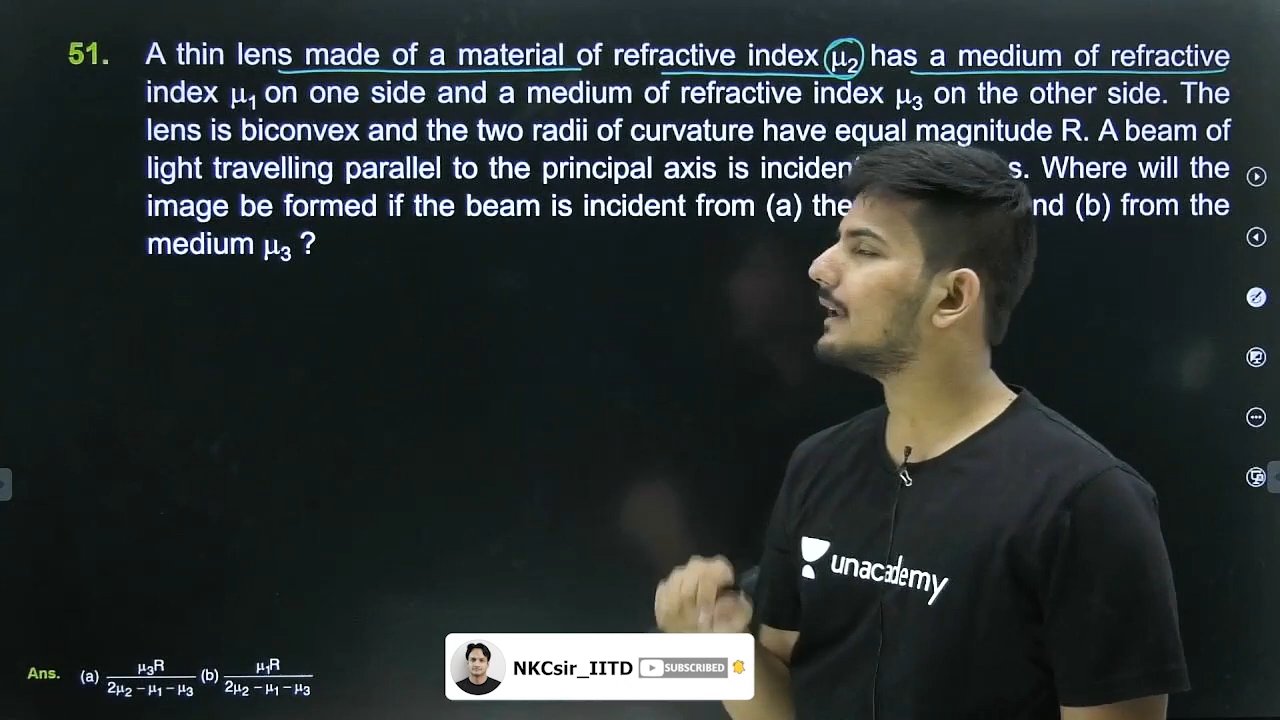 51. A thin lens made of a material of refractive index μ₂ has a medium of refractive
index μ₁ on one side and a medium of refractive index μ₃ on the other side. The
lens is biconvex and the two radii of curvature have equal magnitude R. A beam of
light travelling parallel to the principal axis is inciden s. Where will the
image be formed if the beam is incident from (a) the nd (b) from the
medium μ₃ ?
unacademy
NKCsir_IITD SUBSCRIBED
Ans. (a) μ₃R / 2μ₂ – μ₁ – μ₃ (b) μ₁R / 2μ₂ – μ₁ – μ₃